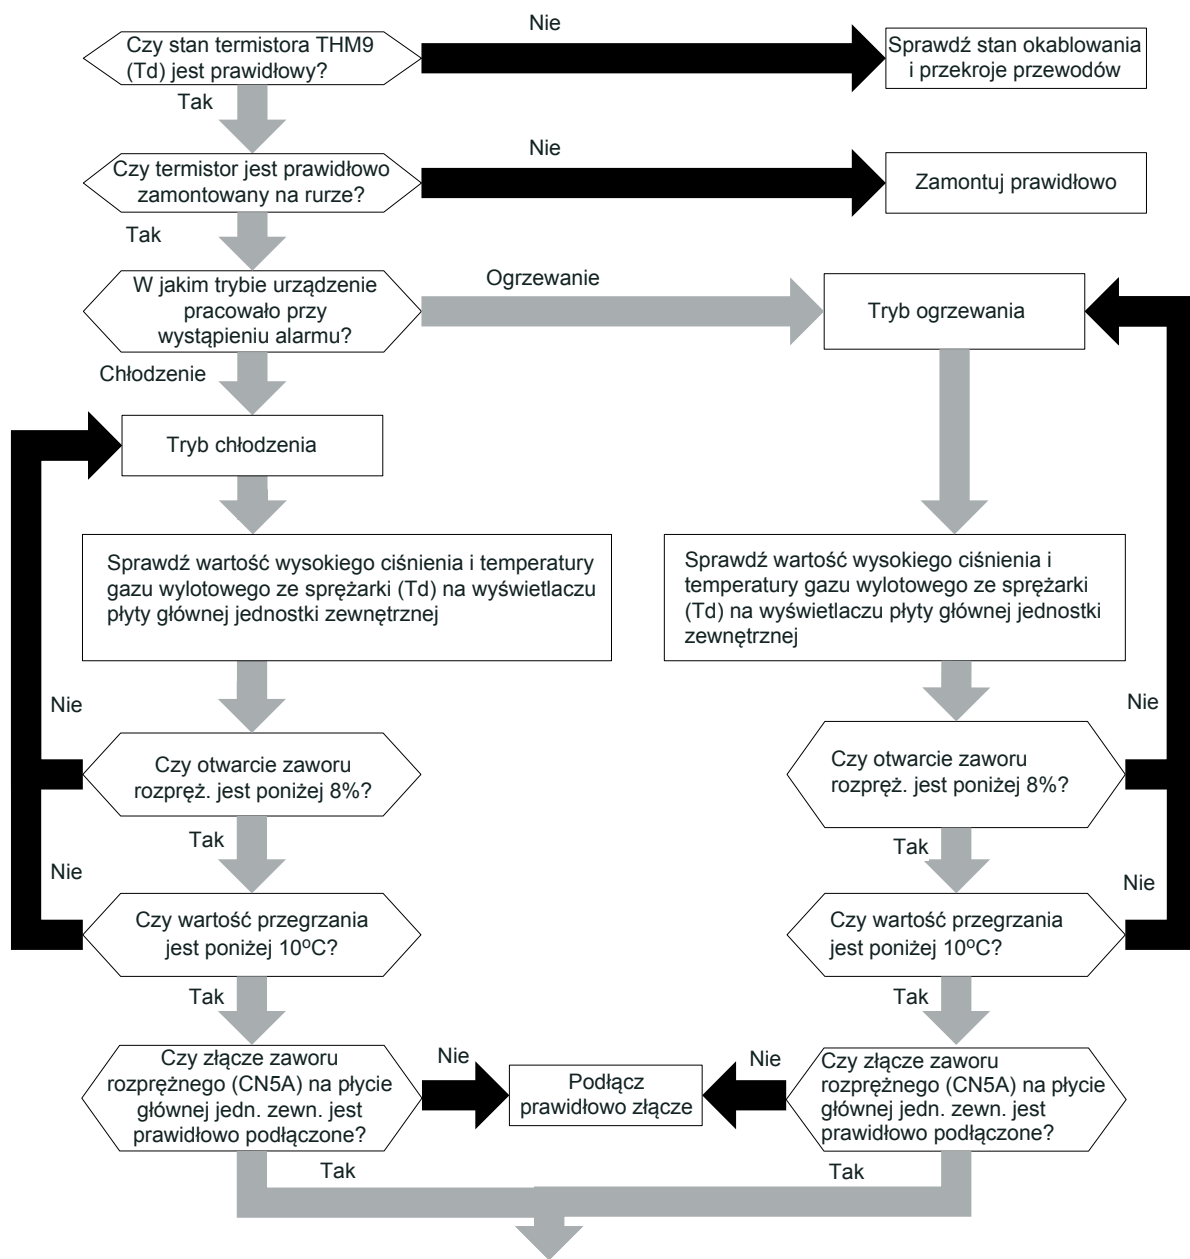 Nie
Czy stan termistora THM9
(Td) jest prawidłowy?
Sprawdź stan okablowania
i przekroje przewodów
Tak
Nie
Czy termistor jest prawidłowo
zamontowany na rurze?
Zamontuj prawidłowo
Tak
W jakim trybie urządzenie
pracowało przy
wystąpieniu alarmu?
Ogrzewanie
Tryb ogrzewania
Chłodzenie
Tryb chłodzenia
Sprawdź wartość wysokiego ciśnienia i temperatury
gazu wylotowego ze sprężarki (Td) na wyświetlaczu
płyty głównej jednostki zewnętrznej
Sprawdź wartość wysokiego ciśnienia i
temperatury gazu wylotowego ze sprężarki
(Td) na wyświetlaczu płyty głównej jednostki
zewnętrznej
Nie
Nie
Czy otwarcie zaworu
rozpręż. jest poniżej 8%?
Czy otwarcie zaworu
rozpręż. jest poniżej 8%?
Tak
Tak
Nie
Nie
Czy wartość przegrzania
jest poniżej 10°C?
Czy wartość przegrzania
jest poniżej 10°C?
Tak
Tak
Czy złącze zaworu
rozprężnego (CN5A) na płycie
głównej jedn. zewn. jest
prawidłowo podłączone?
Nie
Podłącz
prawidłowo złącze
Nie
Czy złącze zaworu
rozprężnego (CN5A) na płycie
głównej jedn. zewn. jest
prawidłowo podłączone?
Tak
Tak